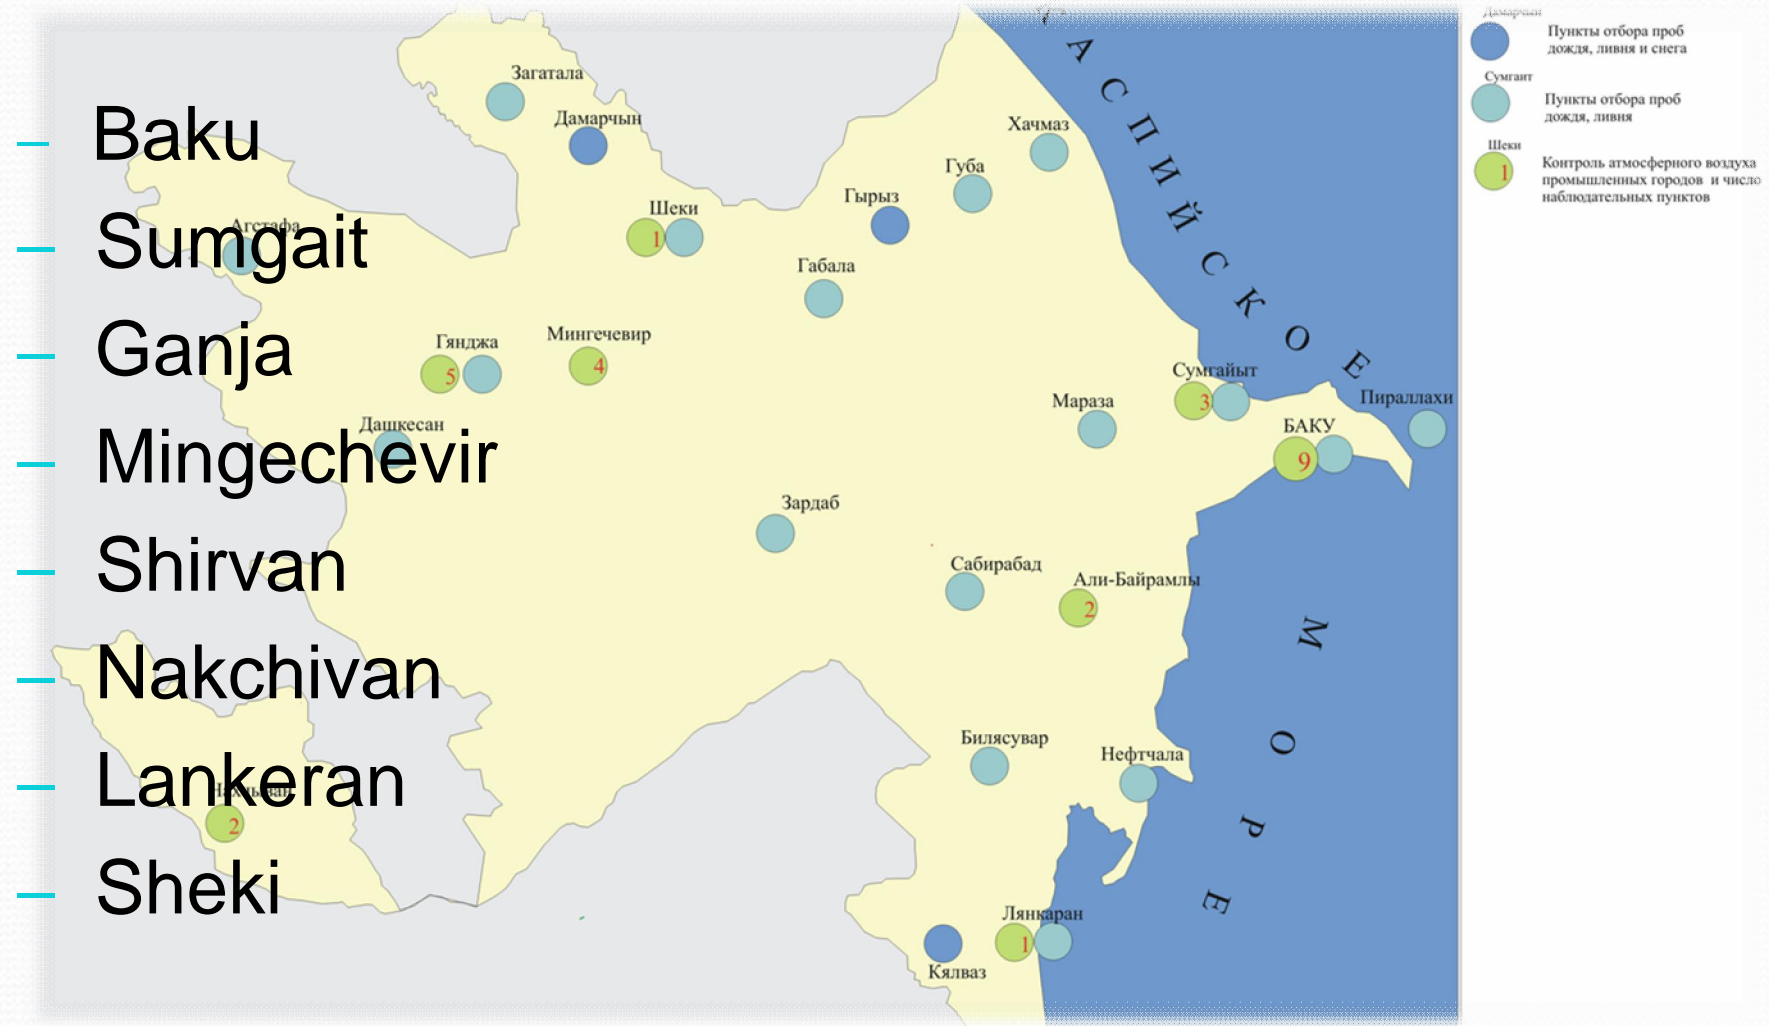 Baku
Sumgait
Ganja
Mingechevir
Shirvan
Nakchivan
Lankeran
Sheki
Загатала
Дамарчын
Хачмаз
Губа
Гырыз
Шеки
1
Агстафа
Габала
Гянджа
5
Мингечевир
4
Сумгайыт
3
Мараза
Пираллахи
БАКУ
9
Дашкесан
Зардаб
Сабирабад
Али-Байрамлы
2
Билясувар
Нефтчала
Нахчыван
2
Лянкаран
1
Кялваз
КАСПИЙСКОЕ
МОРЕ
Дамарчын
Пункты отбора проб
дождя, ливня и снега
Сумгаит
Пункты отбора проб
дождя, ливня
Шеки
1
Контроль атмосферного воздуха
промышленных городов и число
наблюдательных пунктов